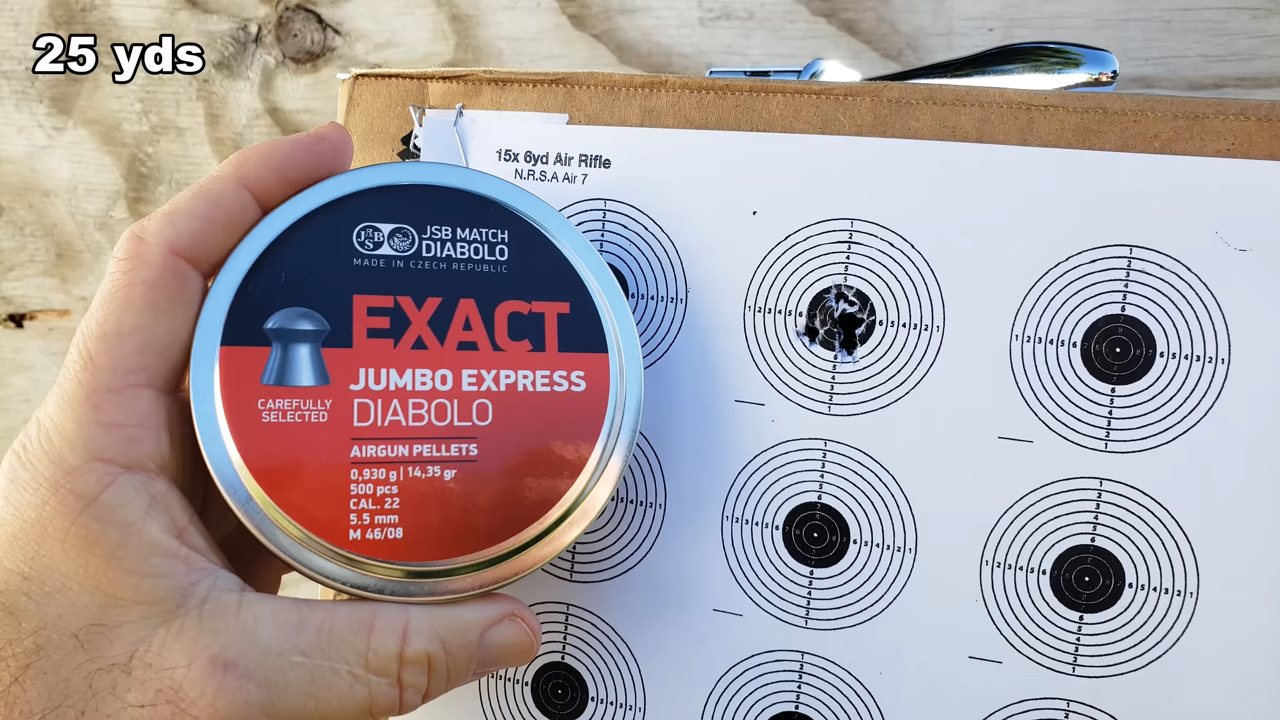 25 yds
15x 6yd Air Rifle
N.R.S.A Air 7
JSB
JSB MATCH
DIABOLO
MADE IN CZECH REPUBLIC
EXACT
JUMBO EXPRESS
DIABOLO
CAREFULLY
SELECTED
AIRGUN PELLETS
0,930 g | 14,35 gr
500 pcs
CAL. 22
5.5 mm
M 46/08